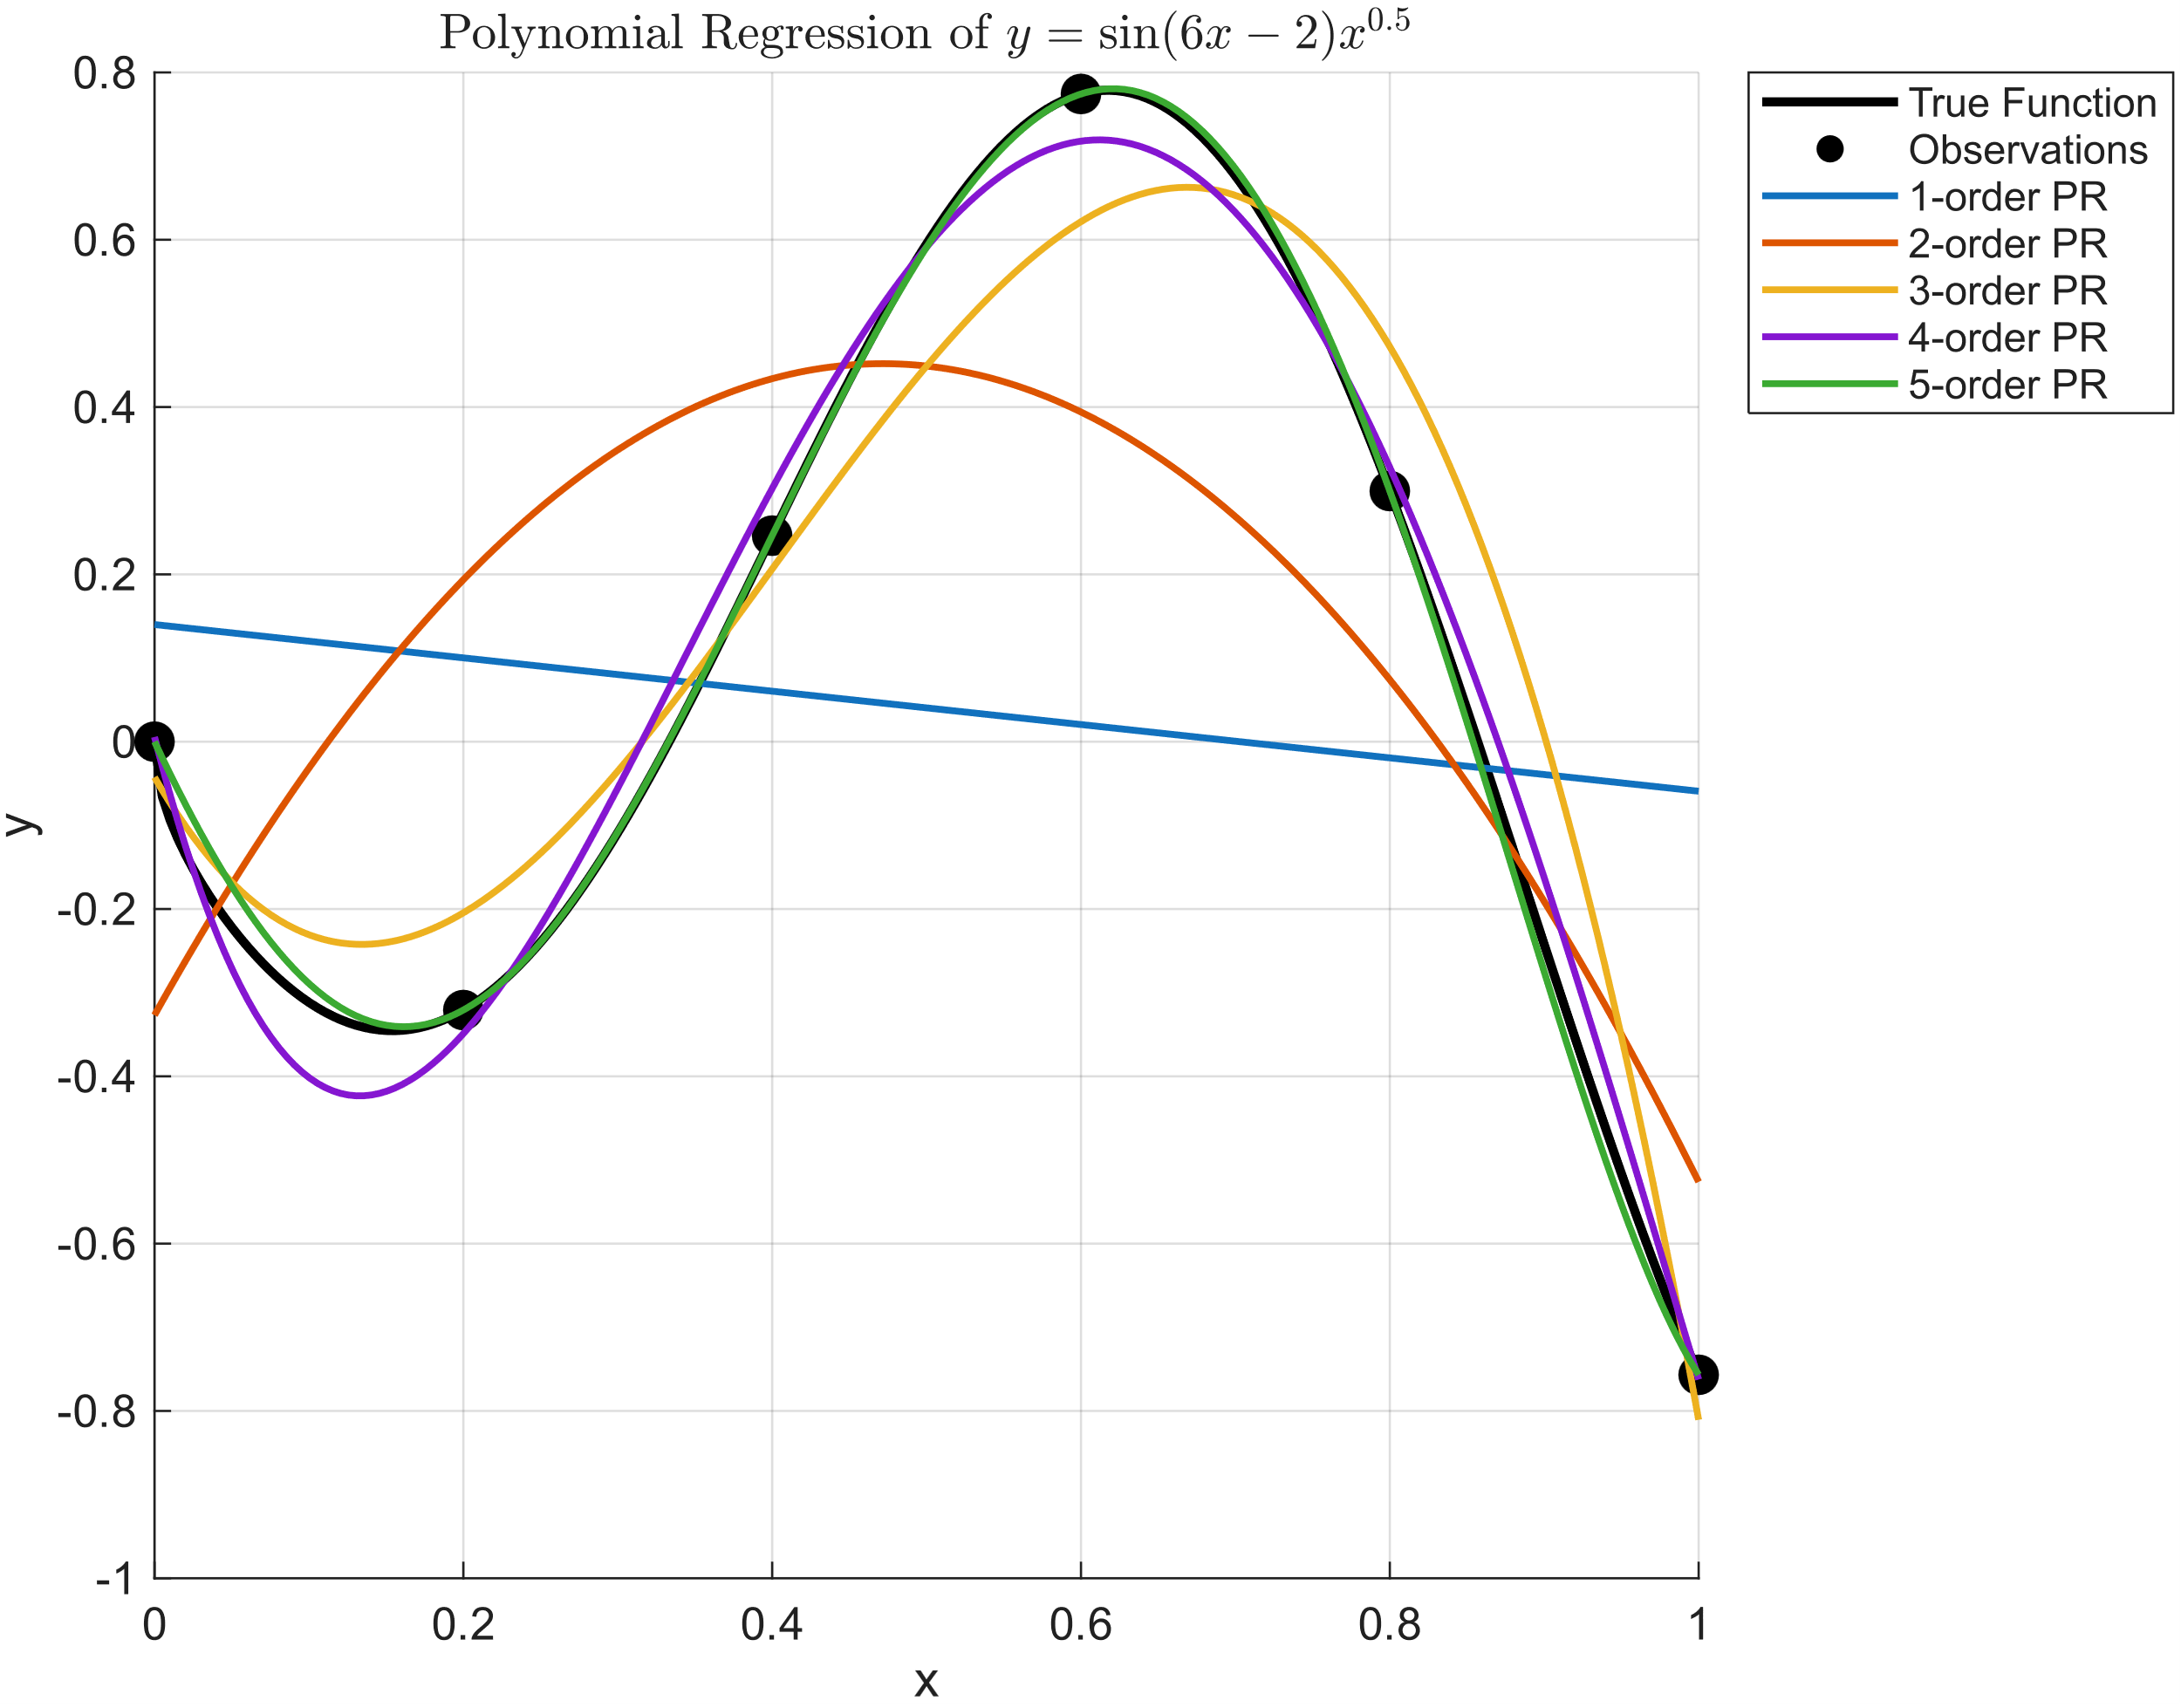 Polynomial Regression of y = sin(6x − 2)x^0.5
True Function
Observations
1-order PR
2-order PR
3-order PR
4-order PR
5-order PR
0.8
0.6
0.4
0.2
0
-0.2
-0.4
-0.6
-0.8
-1
y
0 0.2 0.4 0.6 0.8 1
x